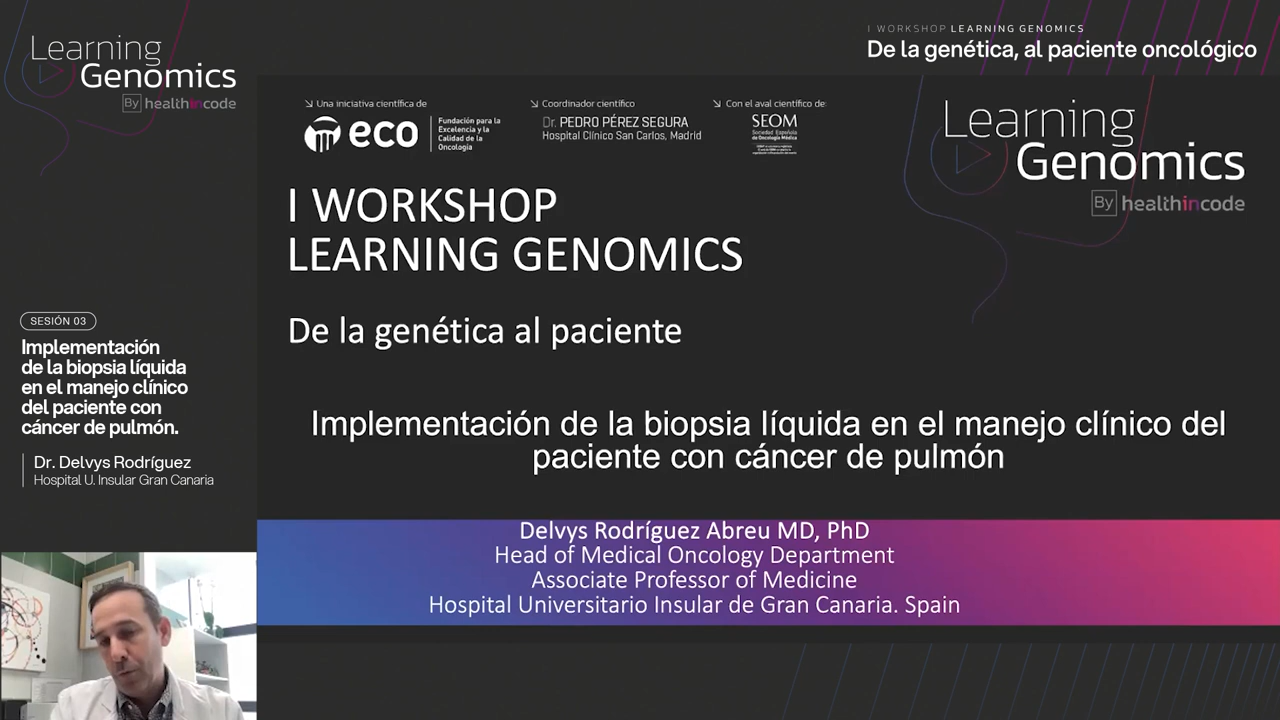 Learning
Genomics
By healthincode
I WORKSHOP LEARNING GENOMICS
De la genética, al paciente oncológico
Una iniciativa científica de
eco
Fundación para la
Excelencia y la
Calidad de la
Oncología
Coordinador científico
Dr. PEDRO PÉREZ SEGURA
Hospital Clínico San Carlos, Madrid
Con el aval científico de:
SEOM
Sociedad Española
de Oncología Médica
Learning
Genomics
By healthincode
I WORKSHOP
LEARNING GENOMICS
De la genética al paciente
SESIÓN 03
Implementación
de la biopsia líquida
en el manejo clínico
del paciente con
cáncer de pulmón.
Dr. Delvys Rodríguez
Hospital U. Insular Gran Canaria
Implementación de la biopsia líquida en el manejo clínico del
paciente con cáncer de pulmón
Delvys Rodríguez Abreu MD, PhD
Head of Medical Oncology Department
Associate Professor of Medicine
Hospital Universitario Insular de Gran Canaria. Spain